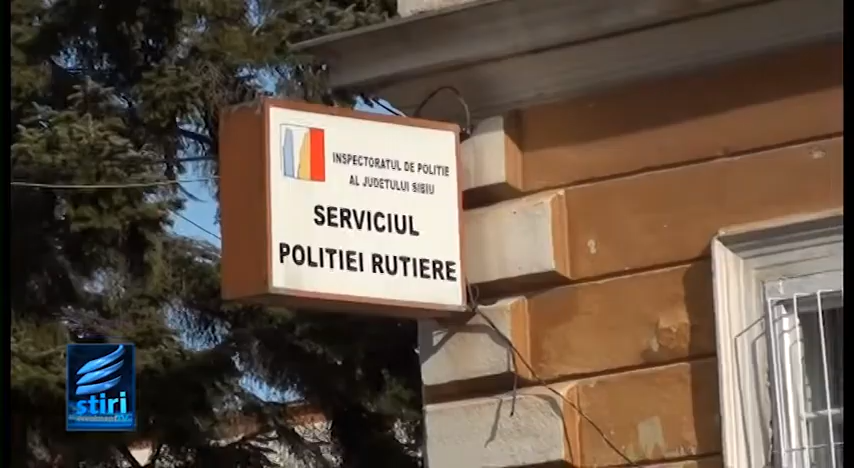 INSPECTORATUL DE POLITIE
AL JUDETULUI SIBIU
SERVICIUL
POLITIEI RUTIERE
stiri